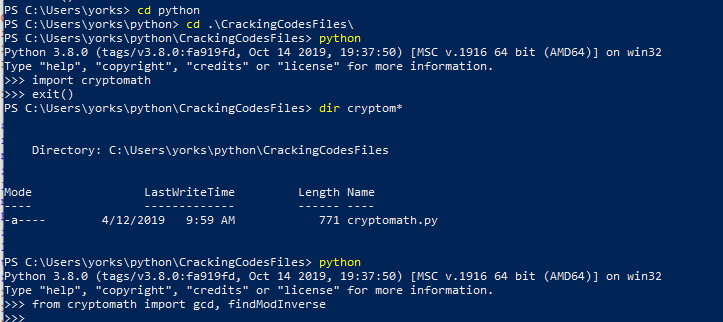 PS C:\Users\yorks> cd python
PS C:\Users\yorks\python> cd .\CrackingCodesFiles\
PS C:\Users\yorks\python\CrackingCodesFiles> python
Python 3.8.0 (tags/v3.8.0:fa919fd, Oct 14 2019, 19:37:50) [MSC v.1916 64 bit (AMD64)] on win32
Type "help", "copyright", "credits" or "license" for more information.
>>> import cryptomath
>>> exit()
PS C:\Users\yorks\python\CrackingCodesFiles> dir cryptom*
Directory: C:\Users\yorks\python\CrackingCodesFiles
Mode LastWriteTime Length Name
---- ------------- ------ ----
-a---- 4/12/2019 9:59 AM 771 cryptomath.py
PS C:\Users\yorks\python\CrackingCodesFiles> python
Python 3.8.0 (tags/v3.8.0:fa919fd, Oct 14 2019, 19:37:50) [MSC v.1916 64 bit (AMD64)] on win32
Type "help", "copyright", "credits" or "license" for more information.
>>> from cryptomath import gcd, findModInverse
>>>